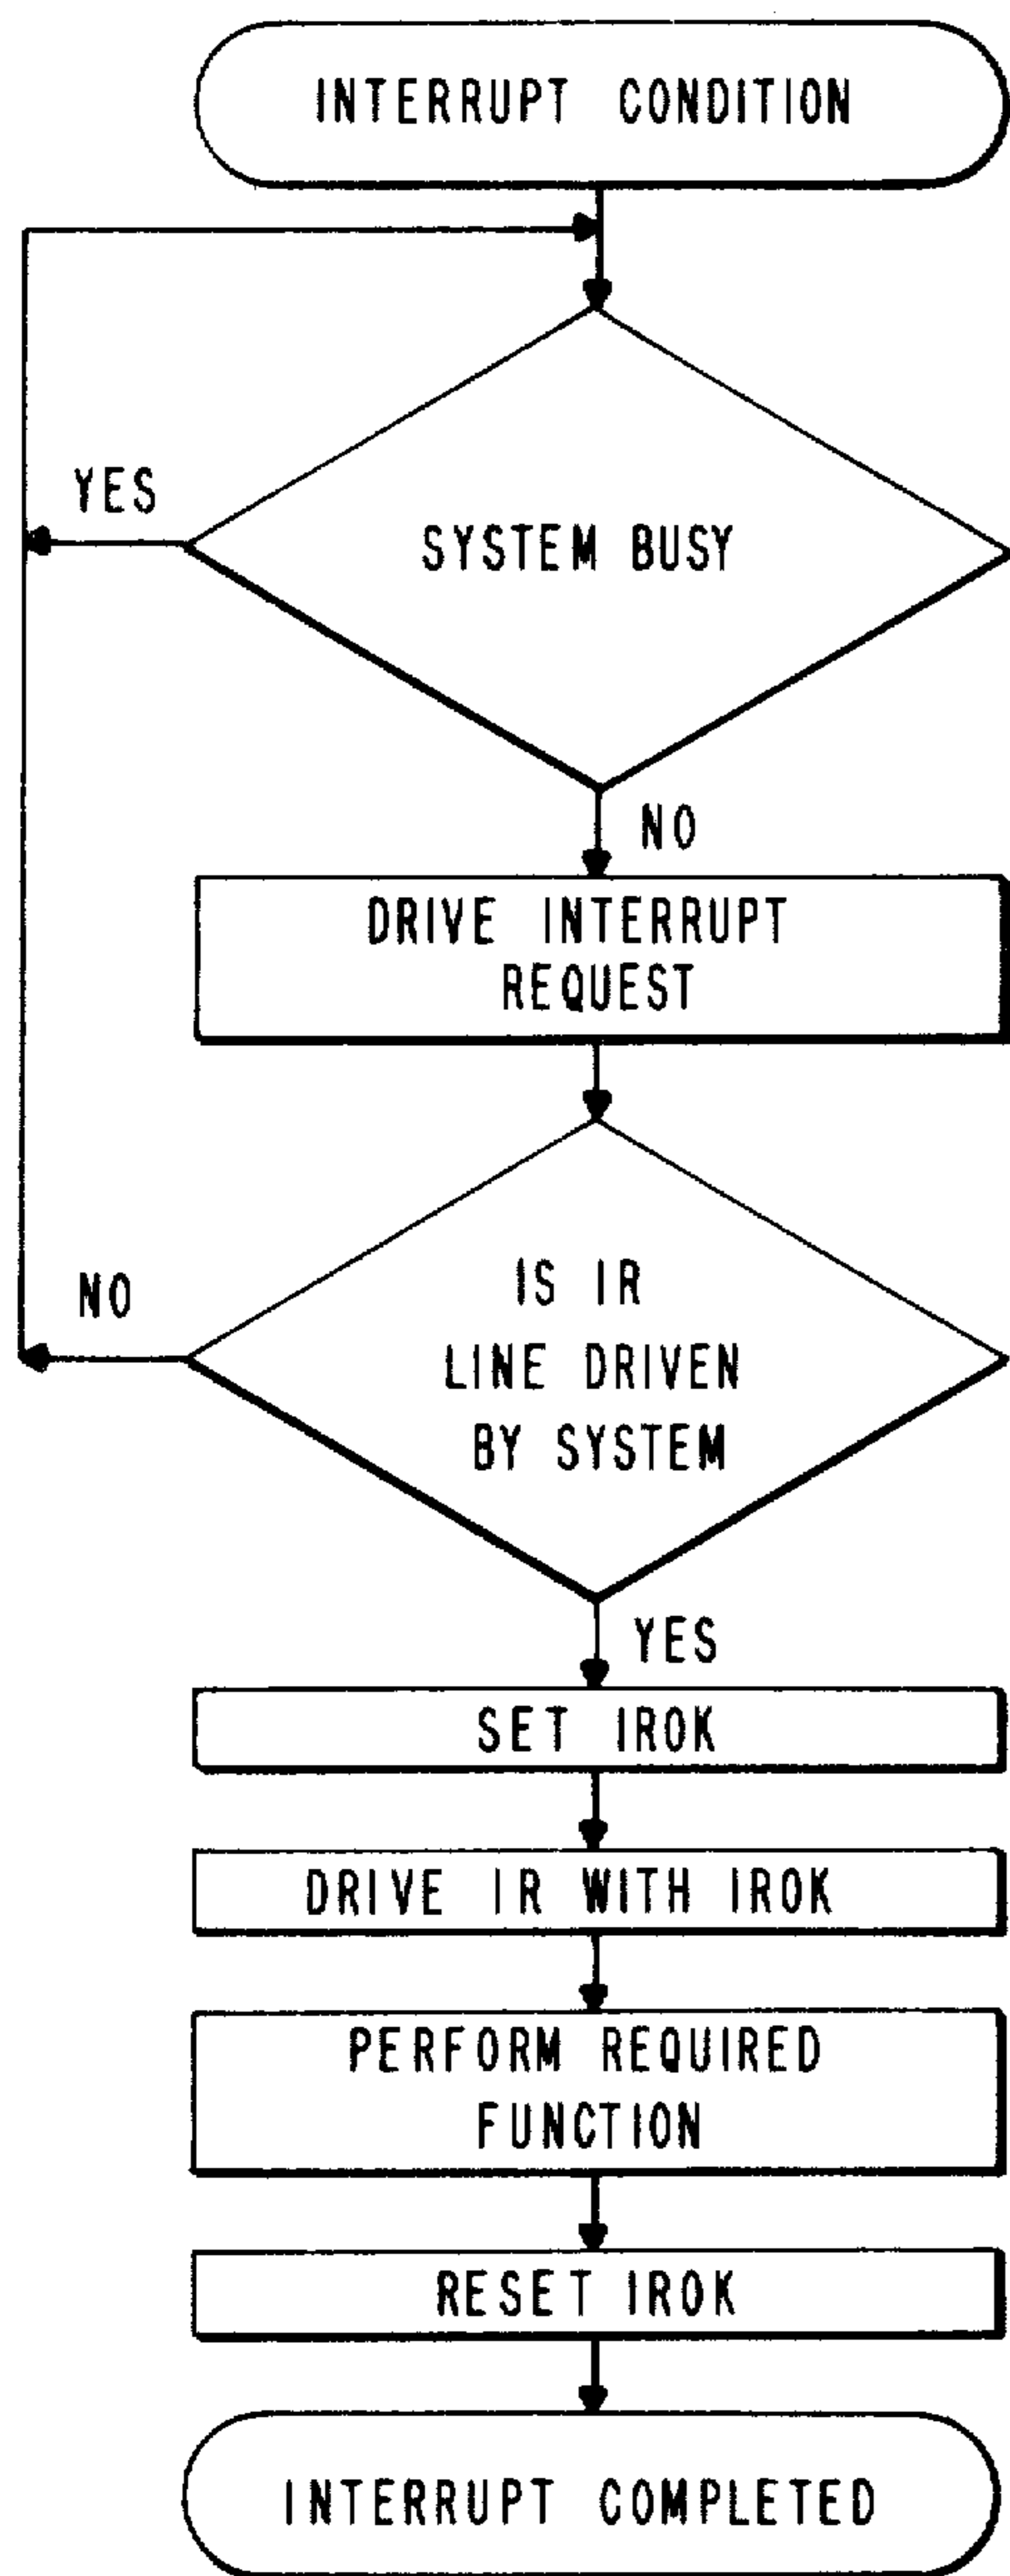 INTERRUPT CONDITION
YES
SYSTEM BUSY
NO
DRIVE INTERRUPT
REQUEST
IS IR
NO
LINE DRIVEN
BY SYSTEM
YES
SET IROK
DRIVE IR WITH IROK
PERFORM REQUIRED
FUNCTION
RESET IROK
INTERRUPT COMPLETED